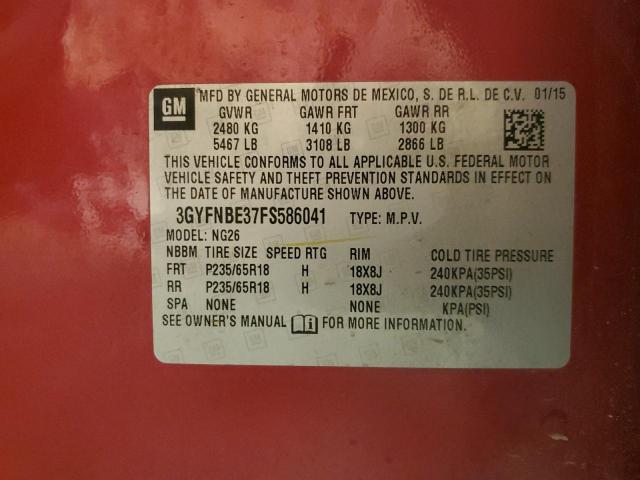 GM MFD BY GENERAL MOTORS DE MEXICO, S. DE R.L. DE C.V. 01/15
GVWR GAWR FRT GAWR RR
2480 KG 1410 KG 1300 KG
5467 LB 3108 LB 2866 LB
THIS VEHICLE CONFORMS TO ALL APPLICABLE U.S. FEDERAL MOTOR
VEHICLE SAFETY AND THEFT PREVENTION STANDARDS IN EFFECT ON
THE DATE OF MANUFACTURE SHOWN ABOVE.
3GYFNBE37FS586041 TYPE: M.P.V.
MODEL: NG26
NBBM TIRE SIZE SPEED RTG RIM COLD TIRE PRESSURE
FRT P235/65R18 H 18X8J 240KPA(35PSI)
RR P235/65R18 H 18X8J 240KPA(35PSI)
SPA NONE NONE KPA(PSI)
SEE OWNER'S MANUAL FOR MORE INFORMATION.